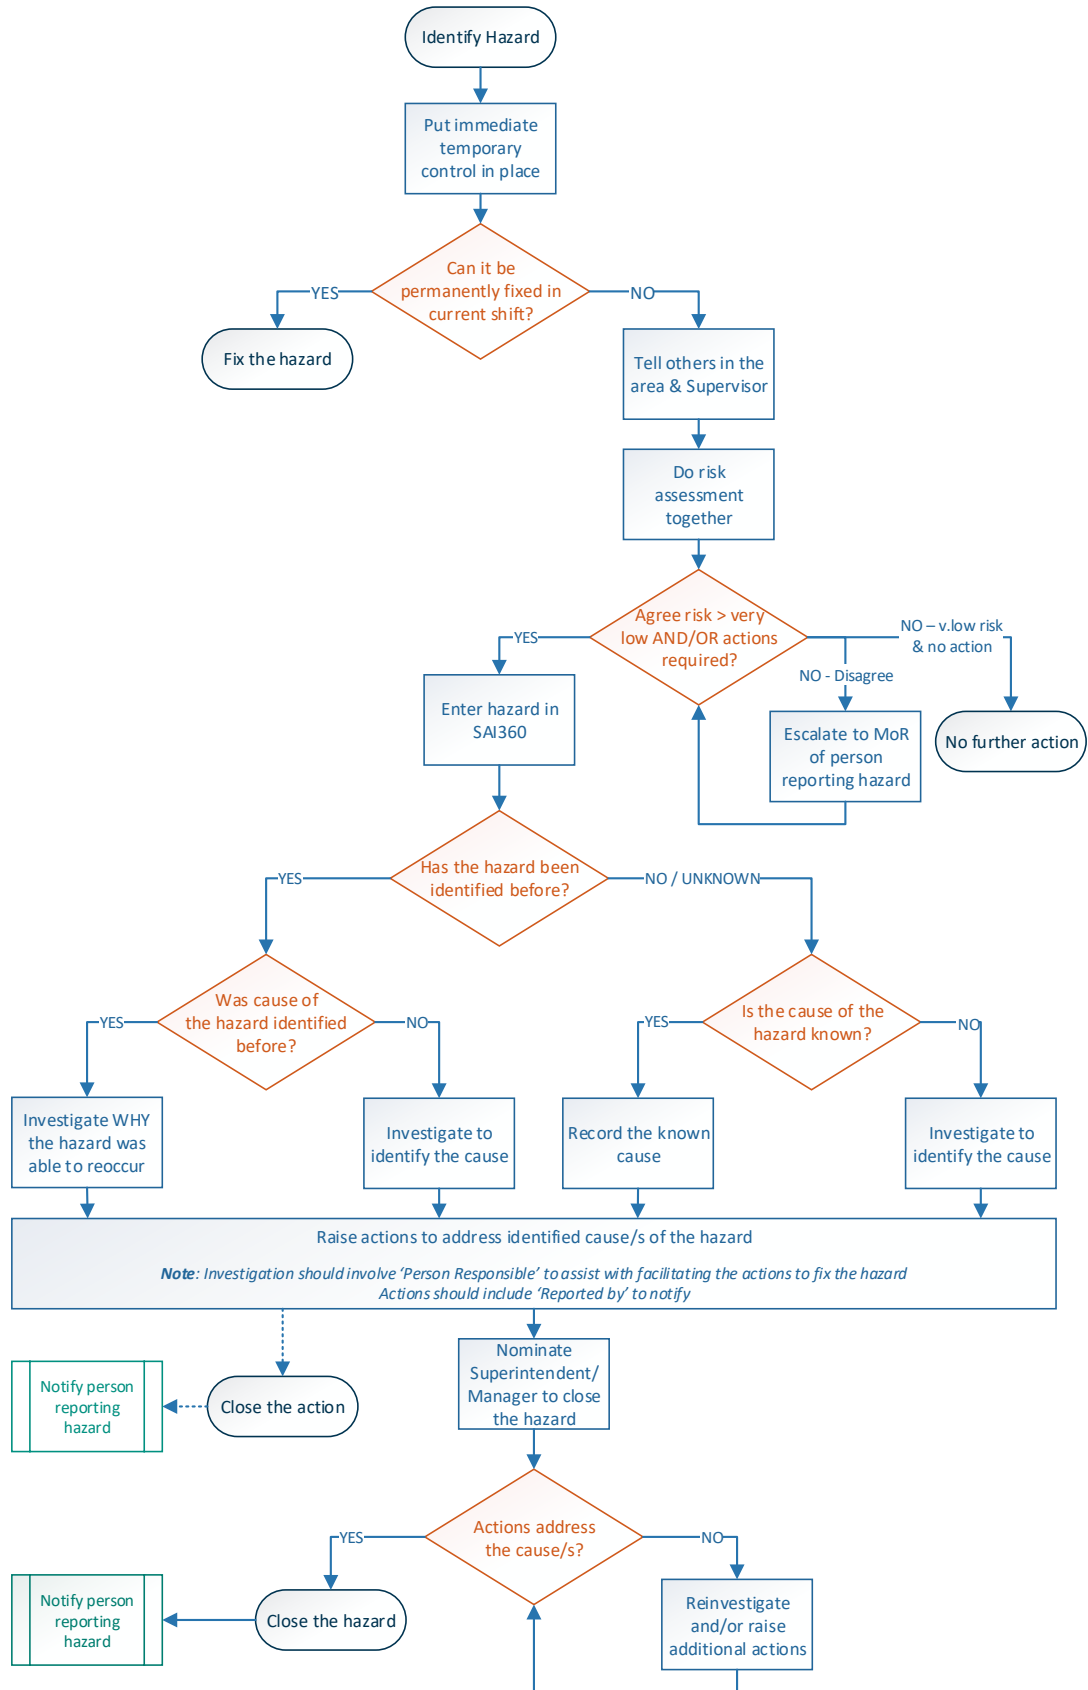 Identify Hazard
Put immediate
temporary
control in place
Can it be
permanently fixed in
current shift?
YES
NO
Fix the hazard
Tell others in the
area & Supervisor
Do risk
assessment
together
Agree risk > very
low AND/OR actions
required?
YES
NO – v.low risk
& no action
NO - Disagree
Enter hazard in
SAI360
Escalate to MoR
of person
reporting hazard
No further action
Has the hazard been
identified before?
YES
NO / UNKNOWN
Was cause of
the hazard identified
before?
YES
NO
Is the cause of the
hazard known?
YES
NO
Investigate WHY
the hazard was
able to reoccur
Investigate to
identify the cause
Record the known
cause
Investigate to
identify the cause
Raise actions to address identified cause/s of the hazard
Note: Investigation should involve ‘Person Responsible’ to assist with facilitating the actions to fix the hazard
Actions should include ‘Reported by’ to notify
Nominate
Superintendent/
Manager to close
the hazard
Close the action
Notify person
reporting
hazard
Actions address
the cause/s?
YES
NO
Close the hazard
Notify person
reporting
hazard
Reinvestigate
and/or raise
additional actions